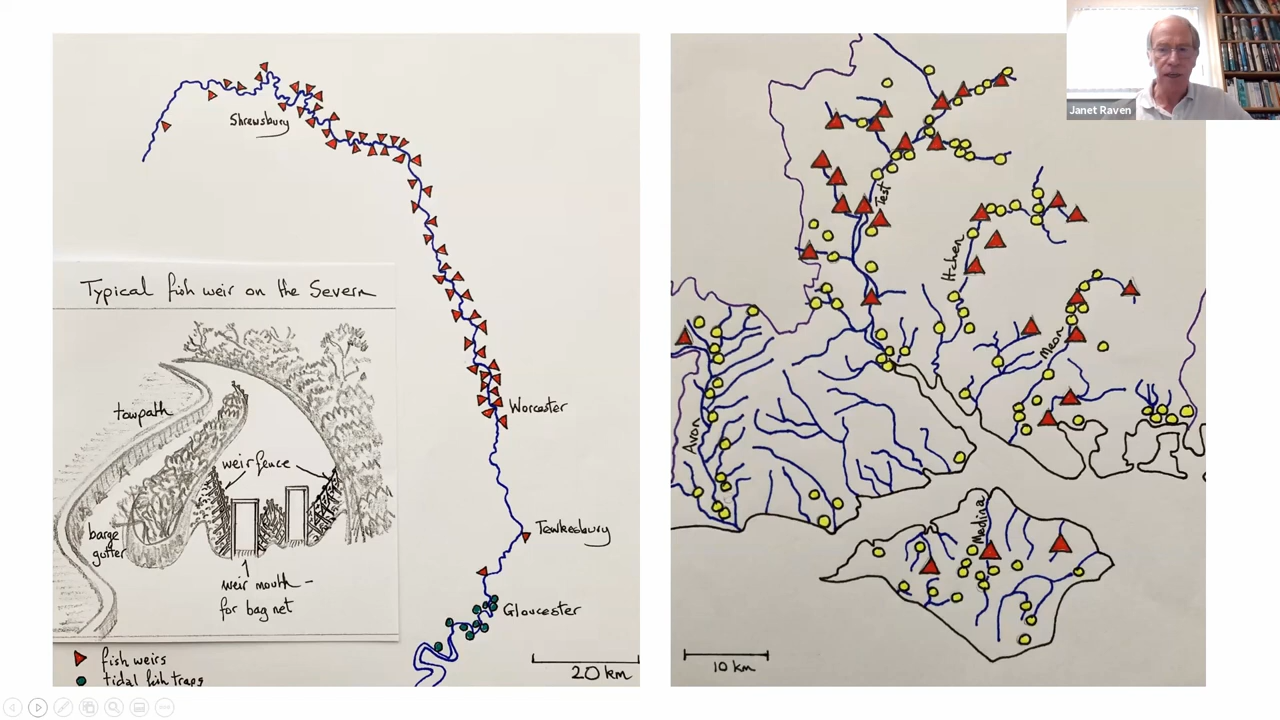 Shrewsbury
Typical fish weir on the Severn
towpath
weir fence
barge
gutter
weir mouth -
for bag net
Worcester
Tewkesbury
Gloucester
fish weirs
tidal fish traps
20 km
Test
Itchen
Meon
Avon
Medina
10 km
Janet Raven